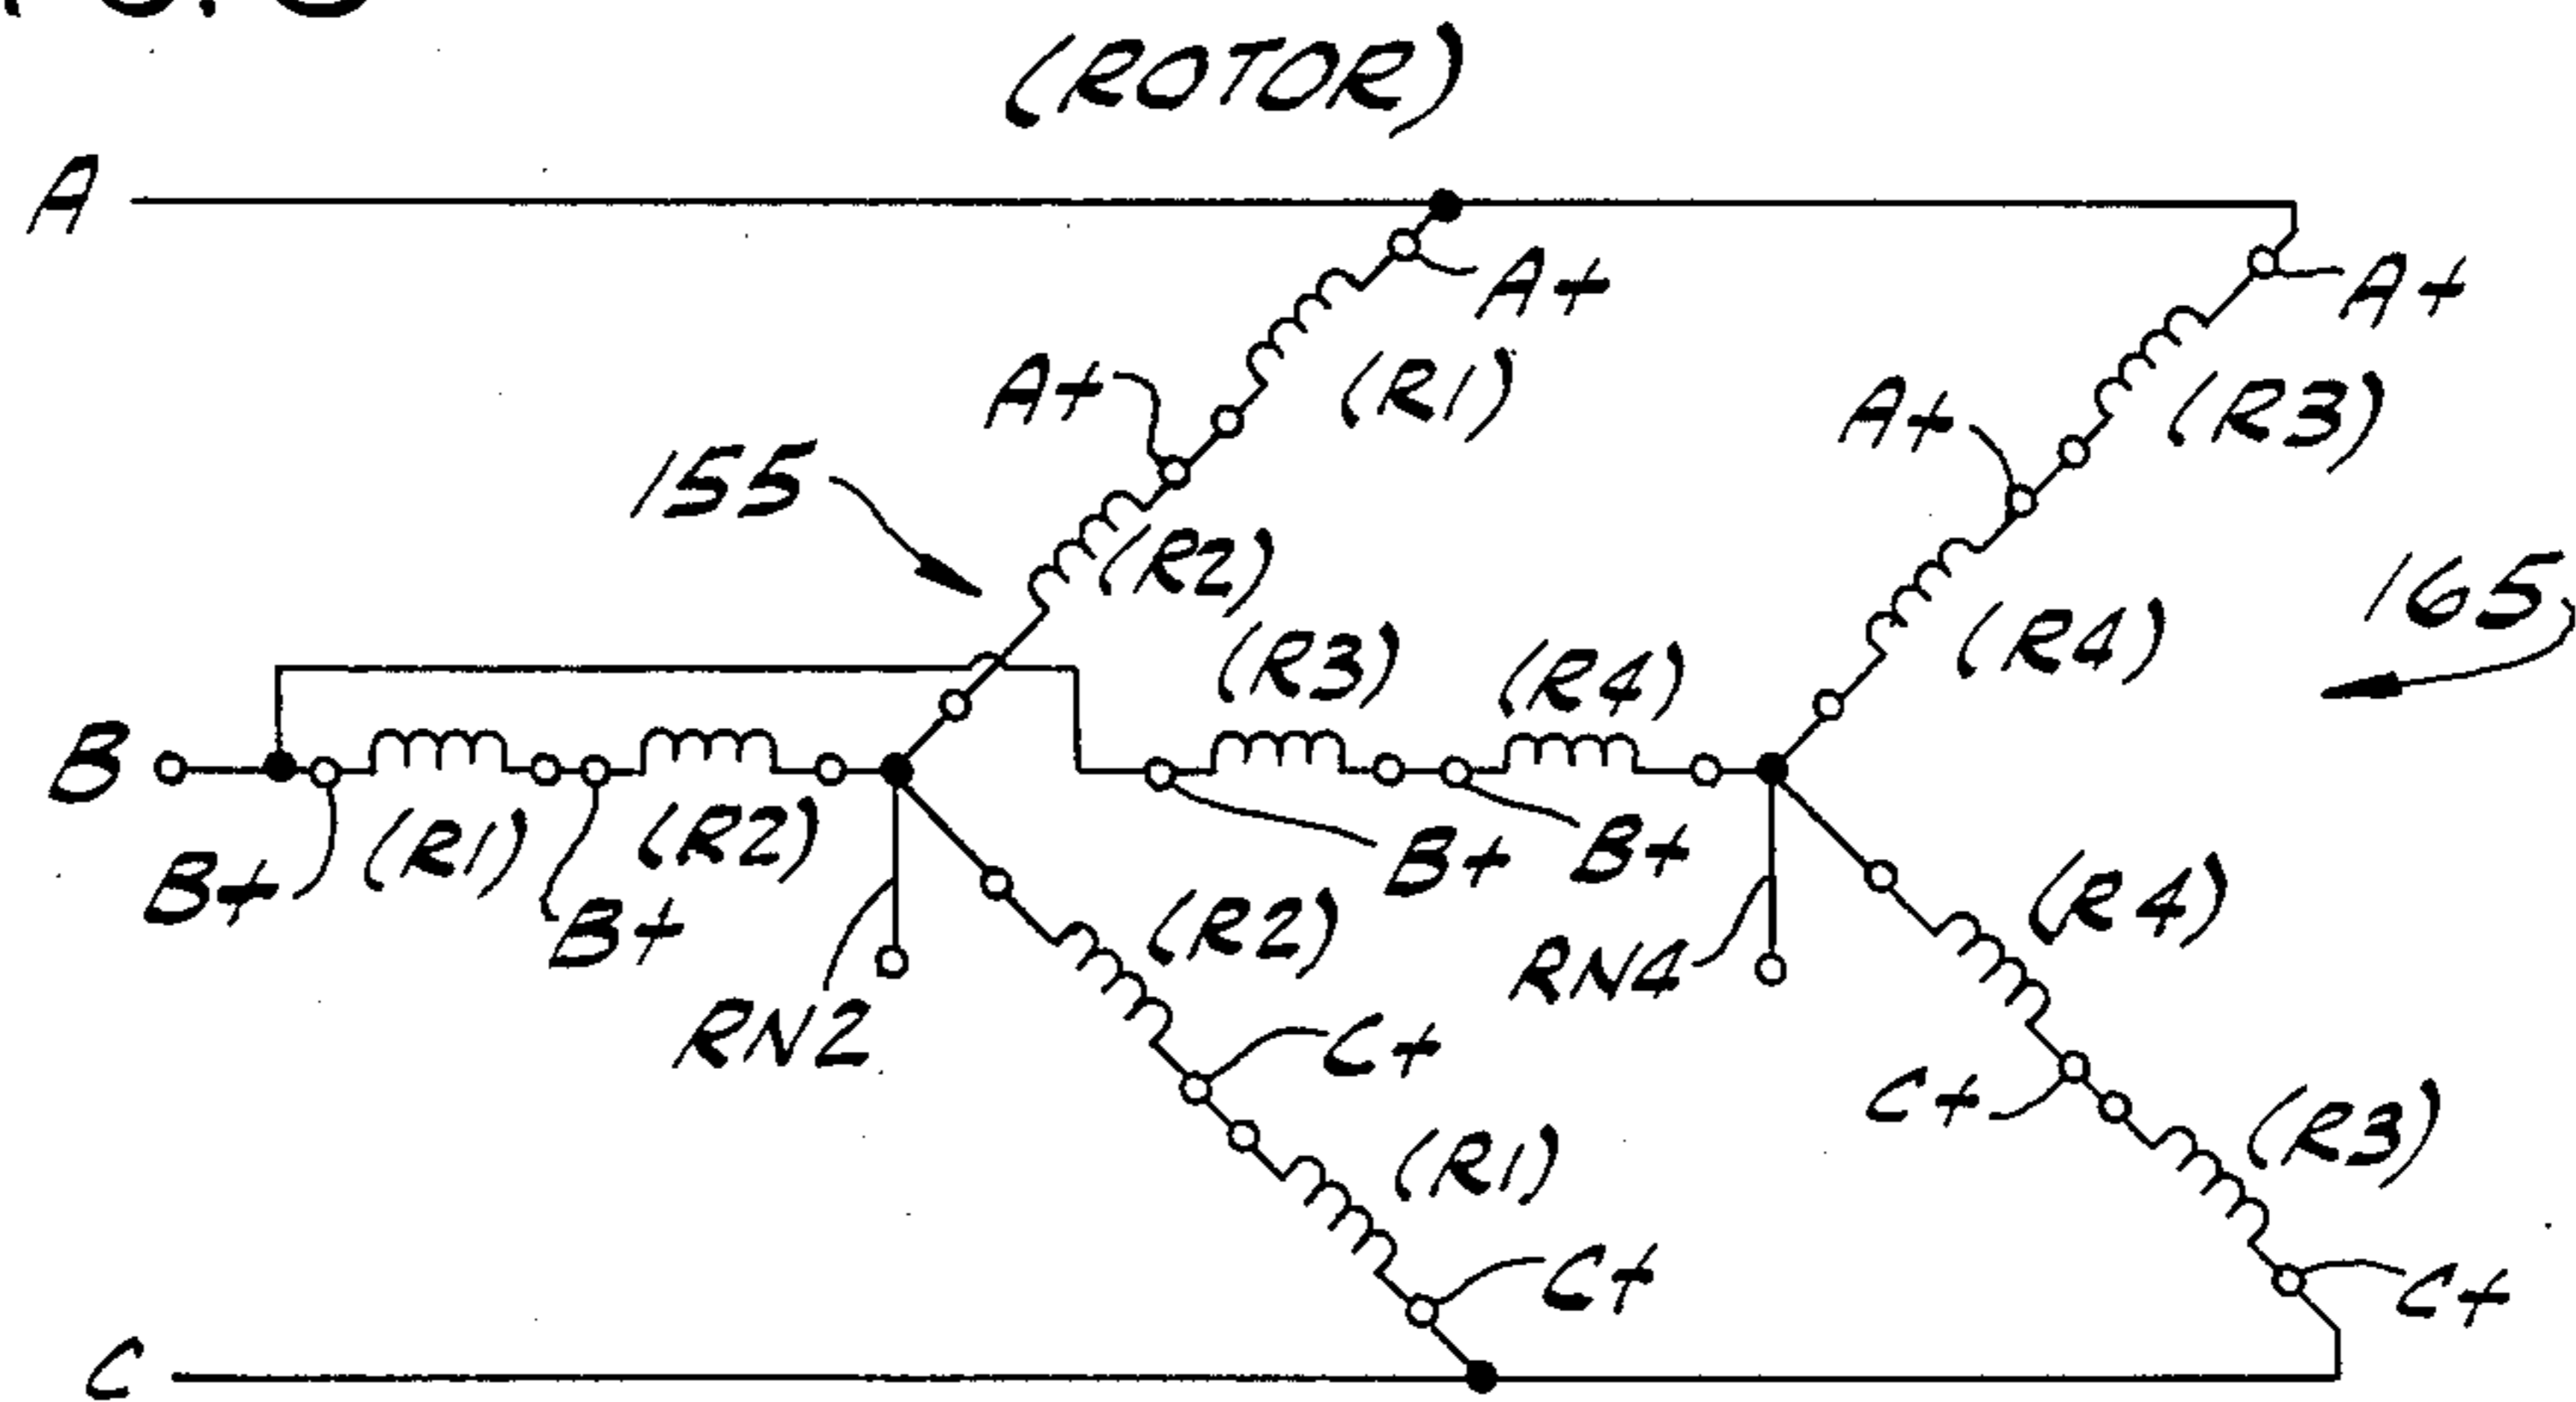 (ROTOR)
A
A+
A+
A+
(R1)
(R3)
A+
155
(R2)
165
(R3)
(R4)
(R4)
B
(R1)
(R2)
B+
B+
B+
B+
(R2)
(R4)
RN2
RN4
C+
C+
(R1)
(R3)
C+
C+
C